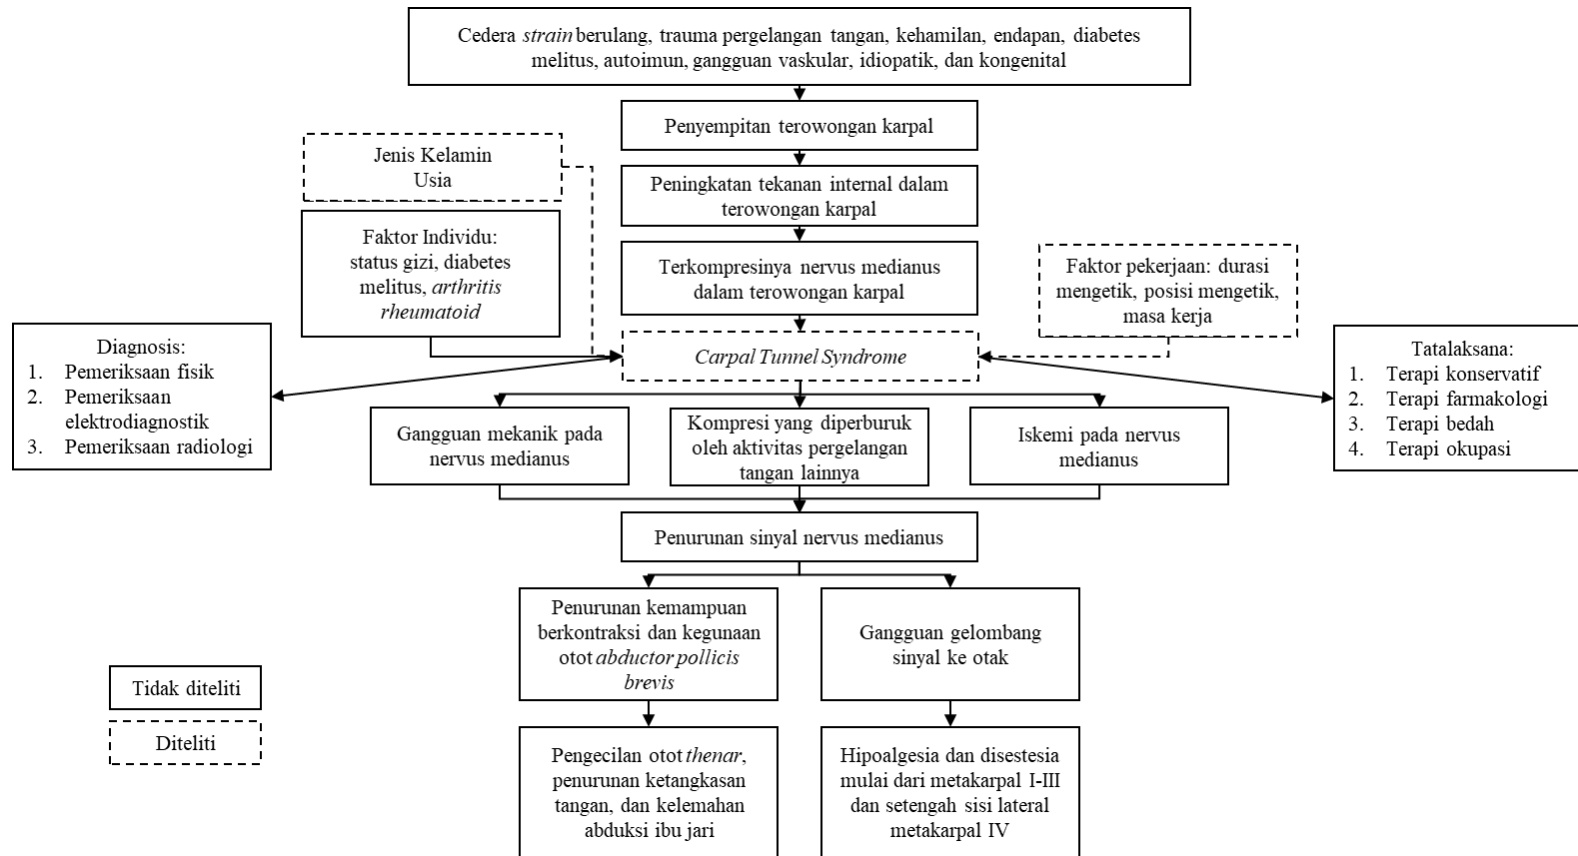 Cedera strain berulang, trauma pergelangan tangan, kehamilan, endapan, diabetes
melitus, autoimun, gangguan vaskular, idiopatik, dan kongenital
Penyempitan terowongan karpal
Jenis Kelamin
Usia
Peningkatan tekanan internal dalam
terowongan karpal
Faktor Individu:
status gizi, diabetes
melitus, arthritis
rheumatoid
Terkompresinya nervus medianus
dalam terowongan karpal
Faktor pekerjaan: durasi
mengetik, posisi mengetik,
masa kerja
Diagnosis:
1. Pemeriksaan fisik
2. Pemeriksaan
elektrodiagnostik
3. Pemeriksaan radiologi
Carpal Tunnel Syndrome
Tatalaksana:
1. Terapi konservatif
2. Terapi farmakologi
3. Terapi bedah
4. Terapi okupasi
Gangguan mekanik pada
nervus medianus
Kompresi yang diperburuk
oleh aktivitas pergelangan
tangan lainnya
Iskemi pada nervus
medianus
Penurunan sinyal nervus medianus
Penurunan kemampuan
berkontraksi dan kegunaan
otot abductor pollicis
brevis
Gangguan gelombang
sinyal ke otak
Tidak diteliti
Diteliti
Pengecilan otot thenar,
penurunan ketangkasan
tangan, dan kelemahan
abduksi ibu jari
Hipoalgesia dan disestesia
mulai dari metakarpal I-III
dan setengah sisi lateral
metakarpal IV